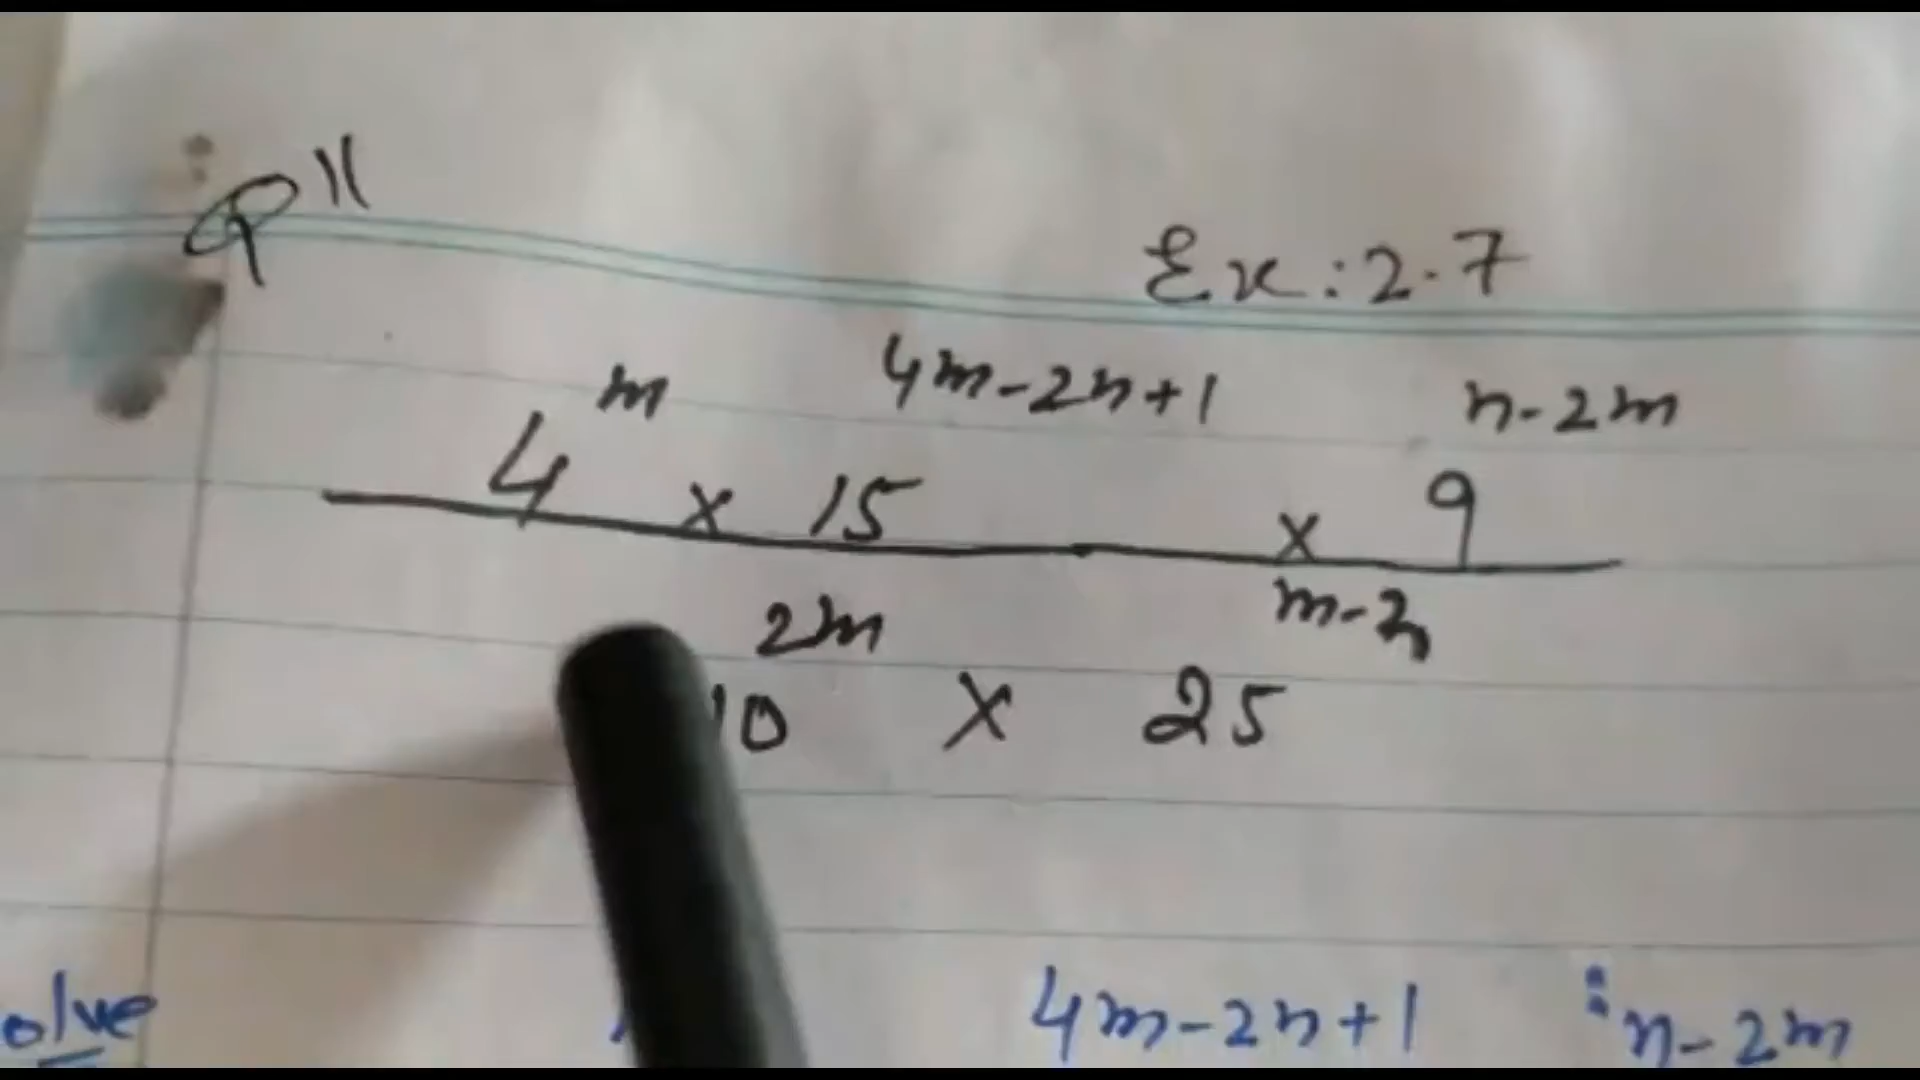 Q11
Ex: 2.7
4^m × 15^4m-2n+1 × 9^n-2m
10^2m × 25^m-n
olve
4m-2n+1 n-2m